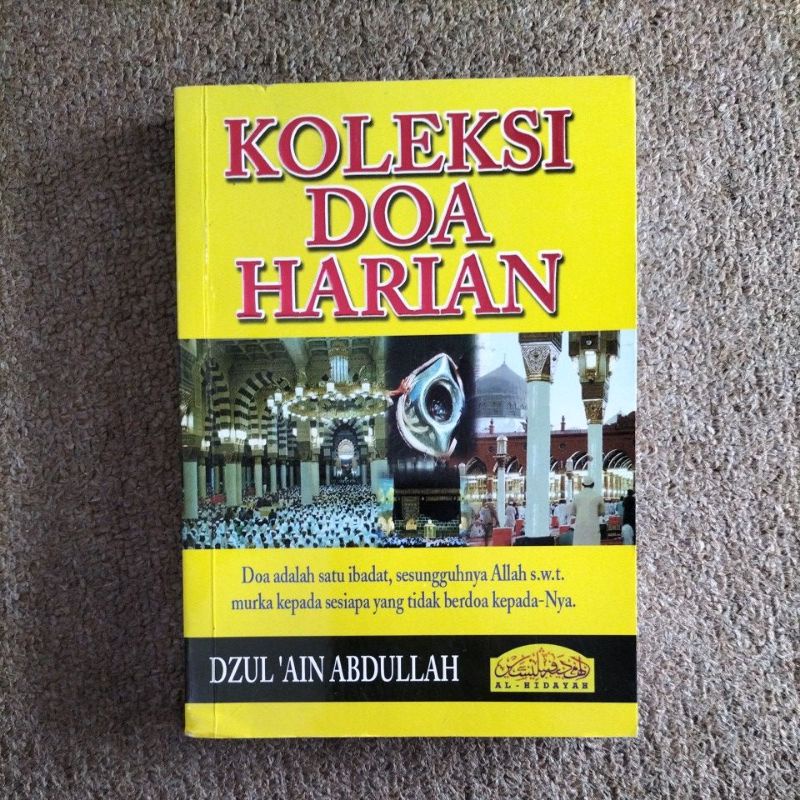 KOLEKSI
DOA
HARIAN
Doa adalah satu ibadat, sesungguhnya Allah s.w.t.
murka kepada sesiapa yang tidak berdoa kepada-Nya.
DZUL 'AIN ABDULLAH
AL-HIDAYAH